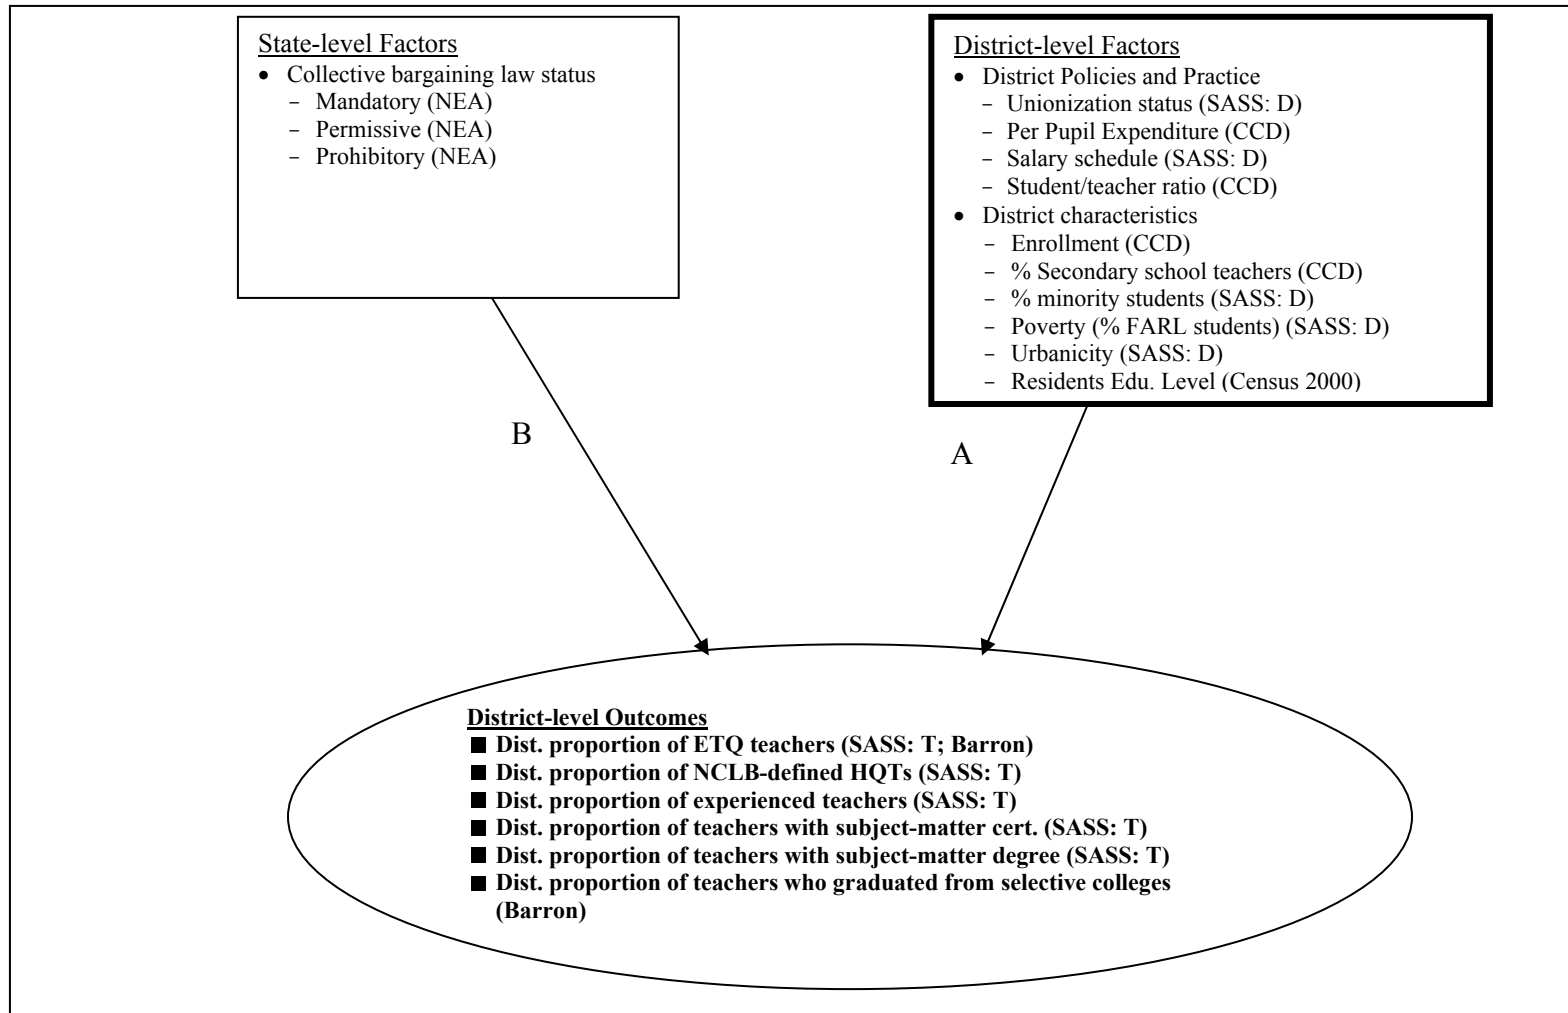 State-level Factors
• Collective bargaining law status
– Mandatory (NEA)
– Permissive (NEA)
– Prohibitory (NEA)
District-level Factors
• District Policies and Practice
– Unionization status (SASS: D)
– Per Pupil Expenditure (CCD)
– Salary schedule (SASS: D)
– Student/teacher ratio (CCD)
• District characteristics
– Enrollment (CCD)
– % Secondary school teachers (CCD)
– % minority students (SASS: D)
– Poverty (% FARL students) (SASS: D)
– Urbanicity (SASS: D)
– Residents Edu. Level (Census 2000)
B
A
District-level Outcomes
■ Dist. proportion of ETQ teachers (SASS: T; Barron)
■ Dist. proportion of NCLB-defined HQTs (SASS: T)
■ Dist. proportion of experienced teachers (SASS: T)
■ Dist. proportion of teachers with subject-matter cert. (SASS: T)
■ Dist. proportion of teachers with subject-matter degree (SASS: T)
■ Dist. proportion of teachers who graduated from selective colleges
(Barron)